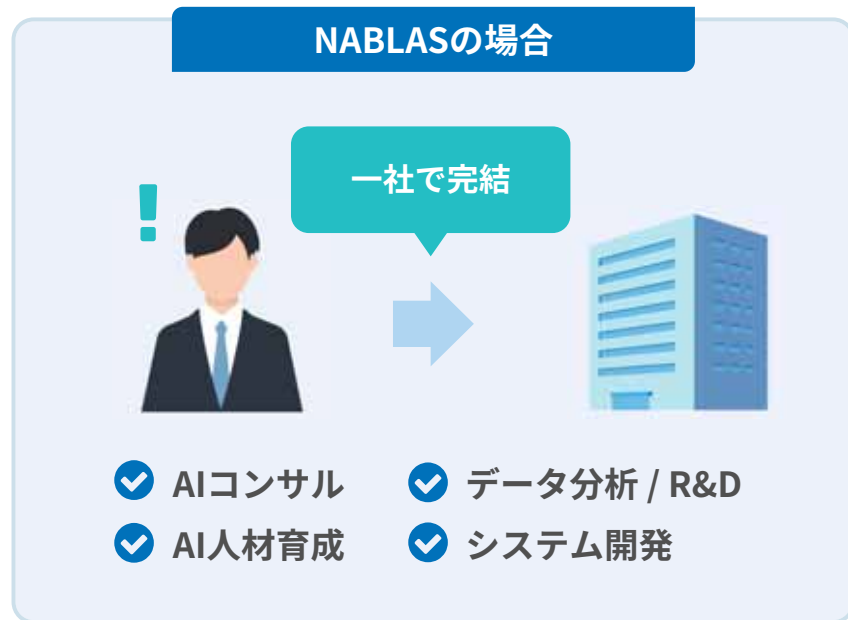 NABLASの場合
一社で完結
!
AIコンサル
データ分析 / R&D
AI人材育成
システム開発